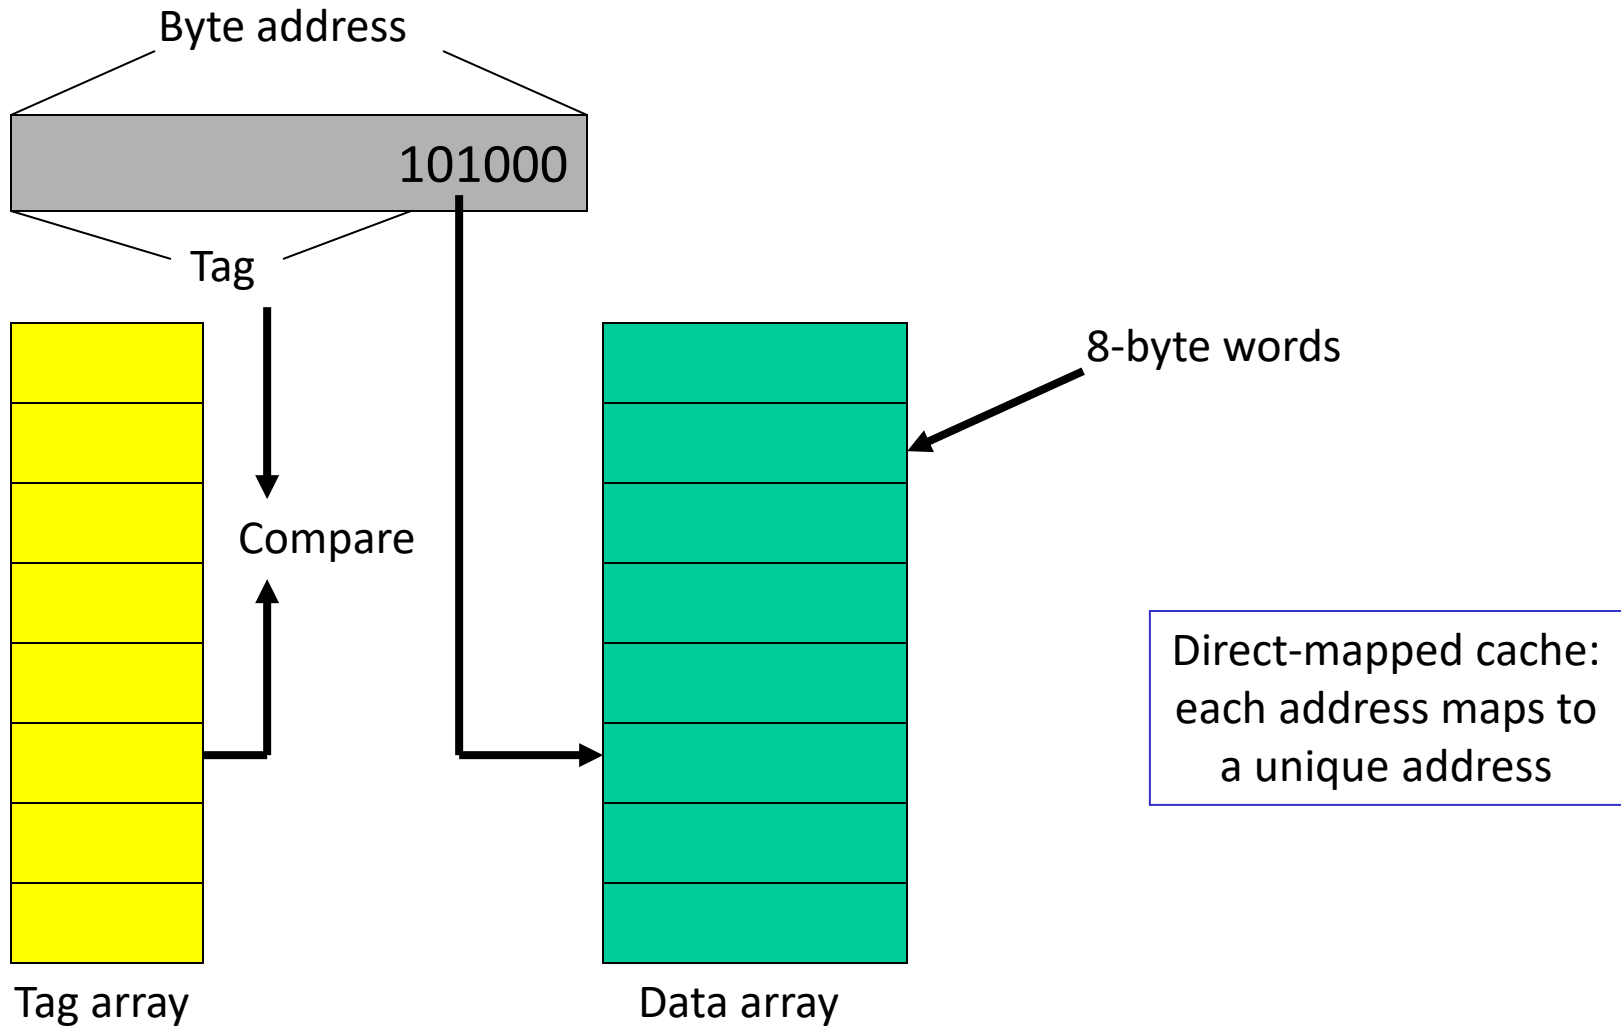 Byte address
101000
Tag
8-byte words
Compare
Direct-mapped cache:
each address maps to
a unique address
Tag array
Data array